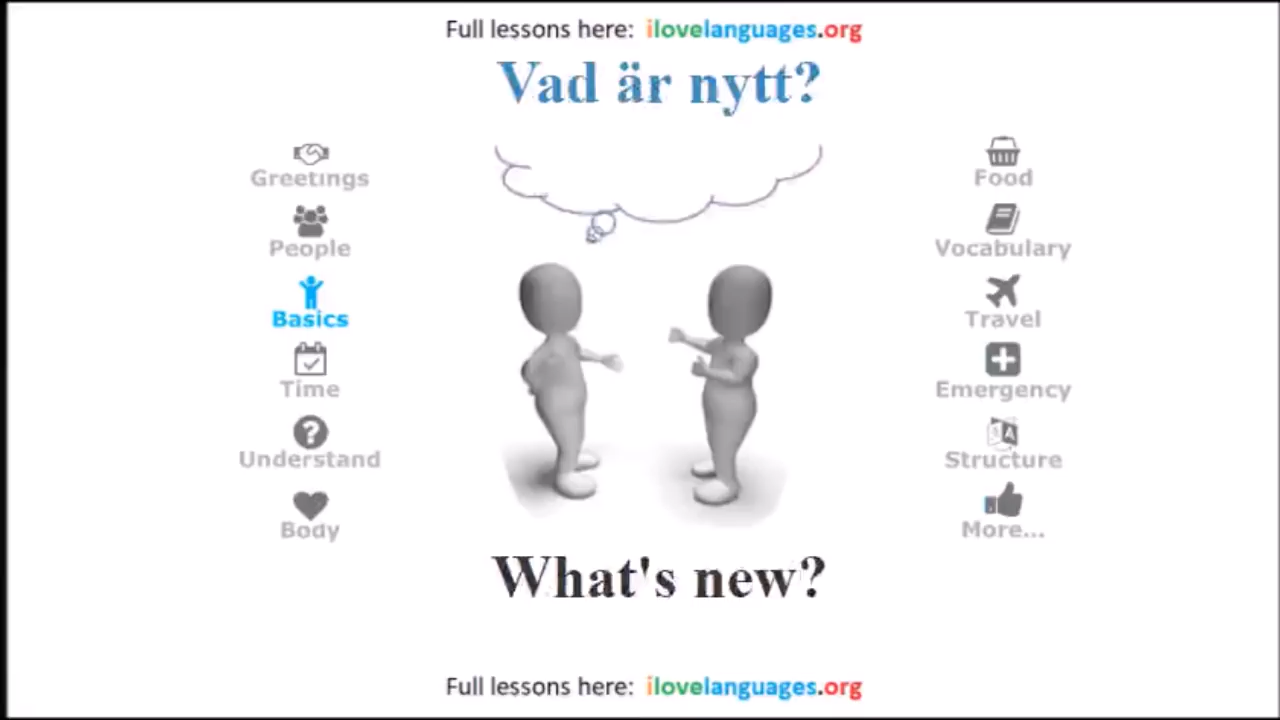 Full lessons here: ilovelanguages.org
Vad är nytt?
Greetings
People
Basics
Time
Understand
Body
Food
Vocabulary
Travel
Emergency
Structure
More...
What's new?
Full lessons here: ilovelanguages.org